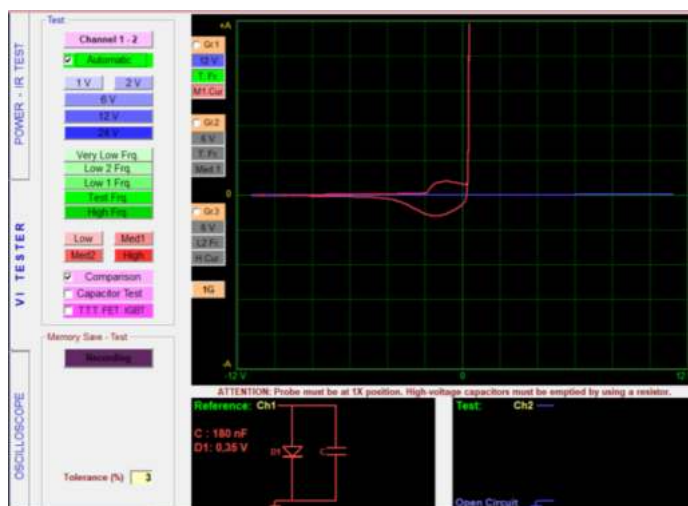 POWER - IR TEST
VI TESTER
OSCILLOSCOPE
Test
Channel 1 - 2
Automatic
1 V
2 V
6 V
12 V
24 V
Very Low Frq.
Low 2 Frq.
Low 1 Frq.
Test Frq.
High Frq.
Low
Med1
Med2
High
Comparison
Capacitor Test
T.T.T. FET. IGBT
Memory Save - Test
Recording
Tolerance (%)
3
Gr.1
12 V
T. Fr.
M1.Cur
Gr.2
6 V
T. Fr.
Med 1
Gr.3
6 V
L2 Fr.
H.Cur
1G
+A
0
-A
-12 V
0
12
ATTENTION: Probe must be at 1X position. High-voltage capacitors must be emptied by using a resistor.
Reference: Ch1
C : 180 nF
D1: 0,35 V
D1
C
Test: Ch2
Open Circuit